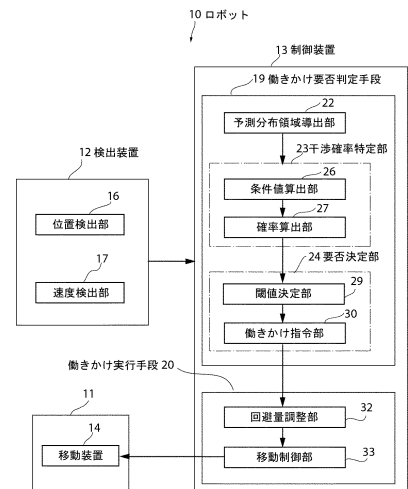 10 ロボット
13 制御装置
19 働きかけ要否判定手段
22
予測分布領域導出部
23干渉確率特定部
26
条件値算出部
27
確率算出部
12 検出装置
16
位置検出部
17
速度検出部
24 要否決定部
閾値決定部
29
30
働きかけ指令部
働きかけ実行手段 20
11
14
移動装置
回避量調整部
32
移動制御部
33